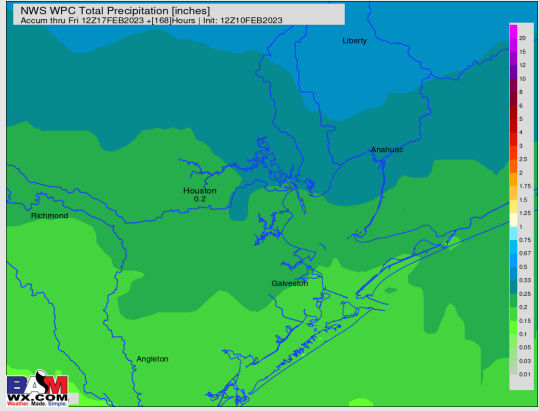 NWS WPC Total Precipitation [inches]
Accum thru Fri 12Z17FEB2023 +[168]Hours | Init: 12Z10FEB2023
Liberty
Anahuac
Houston
0.2
Richmond
Galveston
Angleton
20
15
12
10
8
6
5
4
3
2.5
2
1.75
1.5
1.25
1
0.75
0.67
0.5
0.33
0.25
0.2
0.15
0.1
0.05
0.03
0.01
BAM
WX.COM
Weather. Made. Simple.